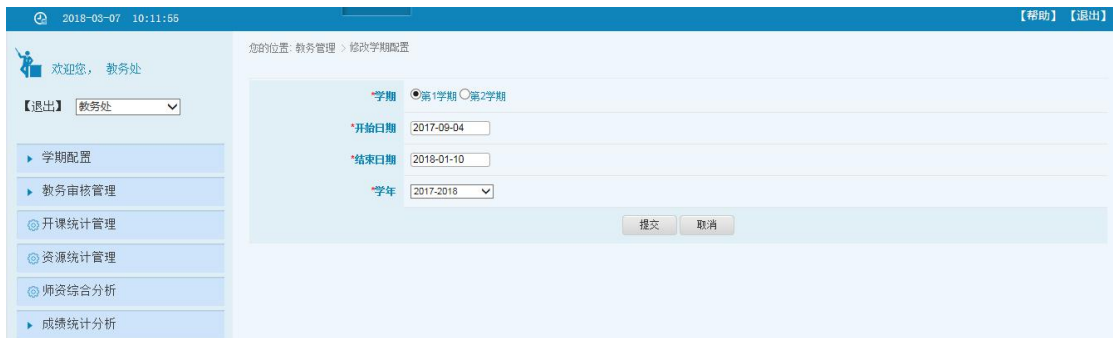 2018-03-07 10:11:55
【帮助】 【退出】
欢迎您， 教务处
【退出】 教务处
学期配置
教务审核管理
开课统计管理
资源统计管理
师资综合分析
成绩统计分析
您的位置: 教务管理 > 修改学期配置
*学期 第1学期 第2学期
*开始日期 2017-09-04
*结束日期 2018-01-10
*学年 2017-2018
提交 取消